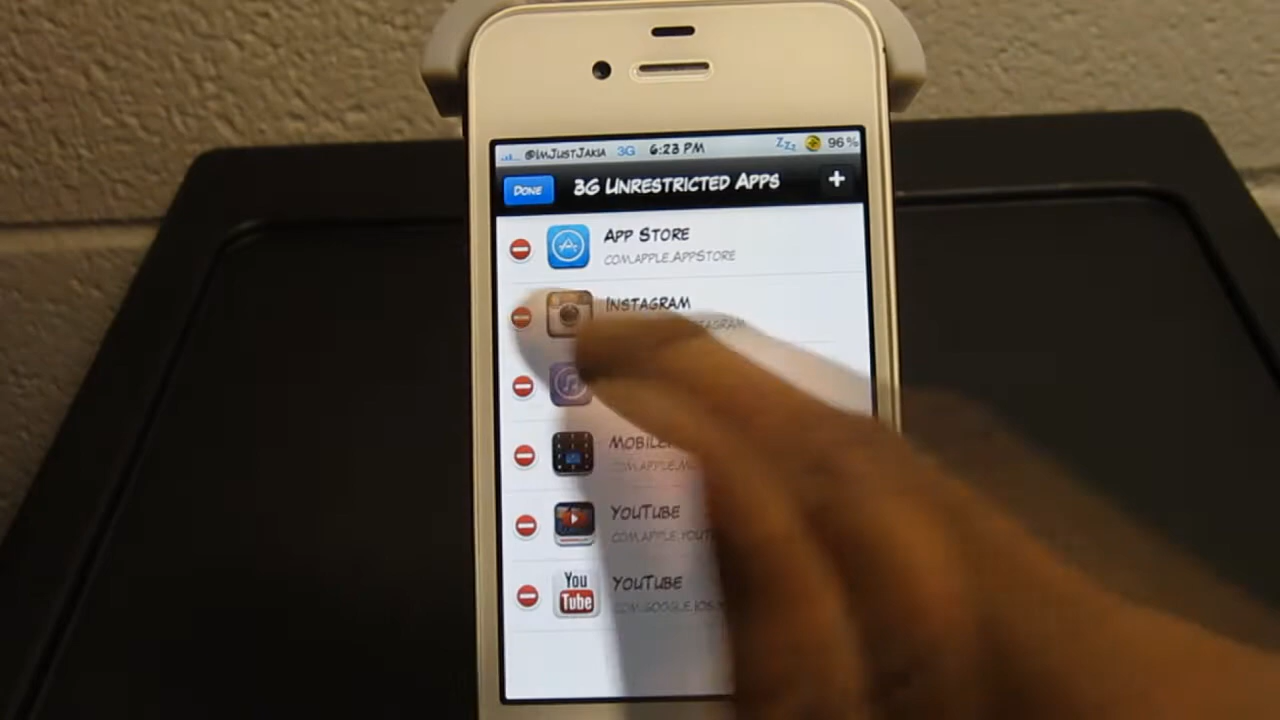 @ImJustJakia 3G 6:23 PM Zzz 96%
Done 3G Unrestricted Apps +
App Store
com.apple.AppStore
Instagram
YouTube
YouTube
You
Tube